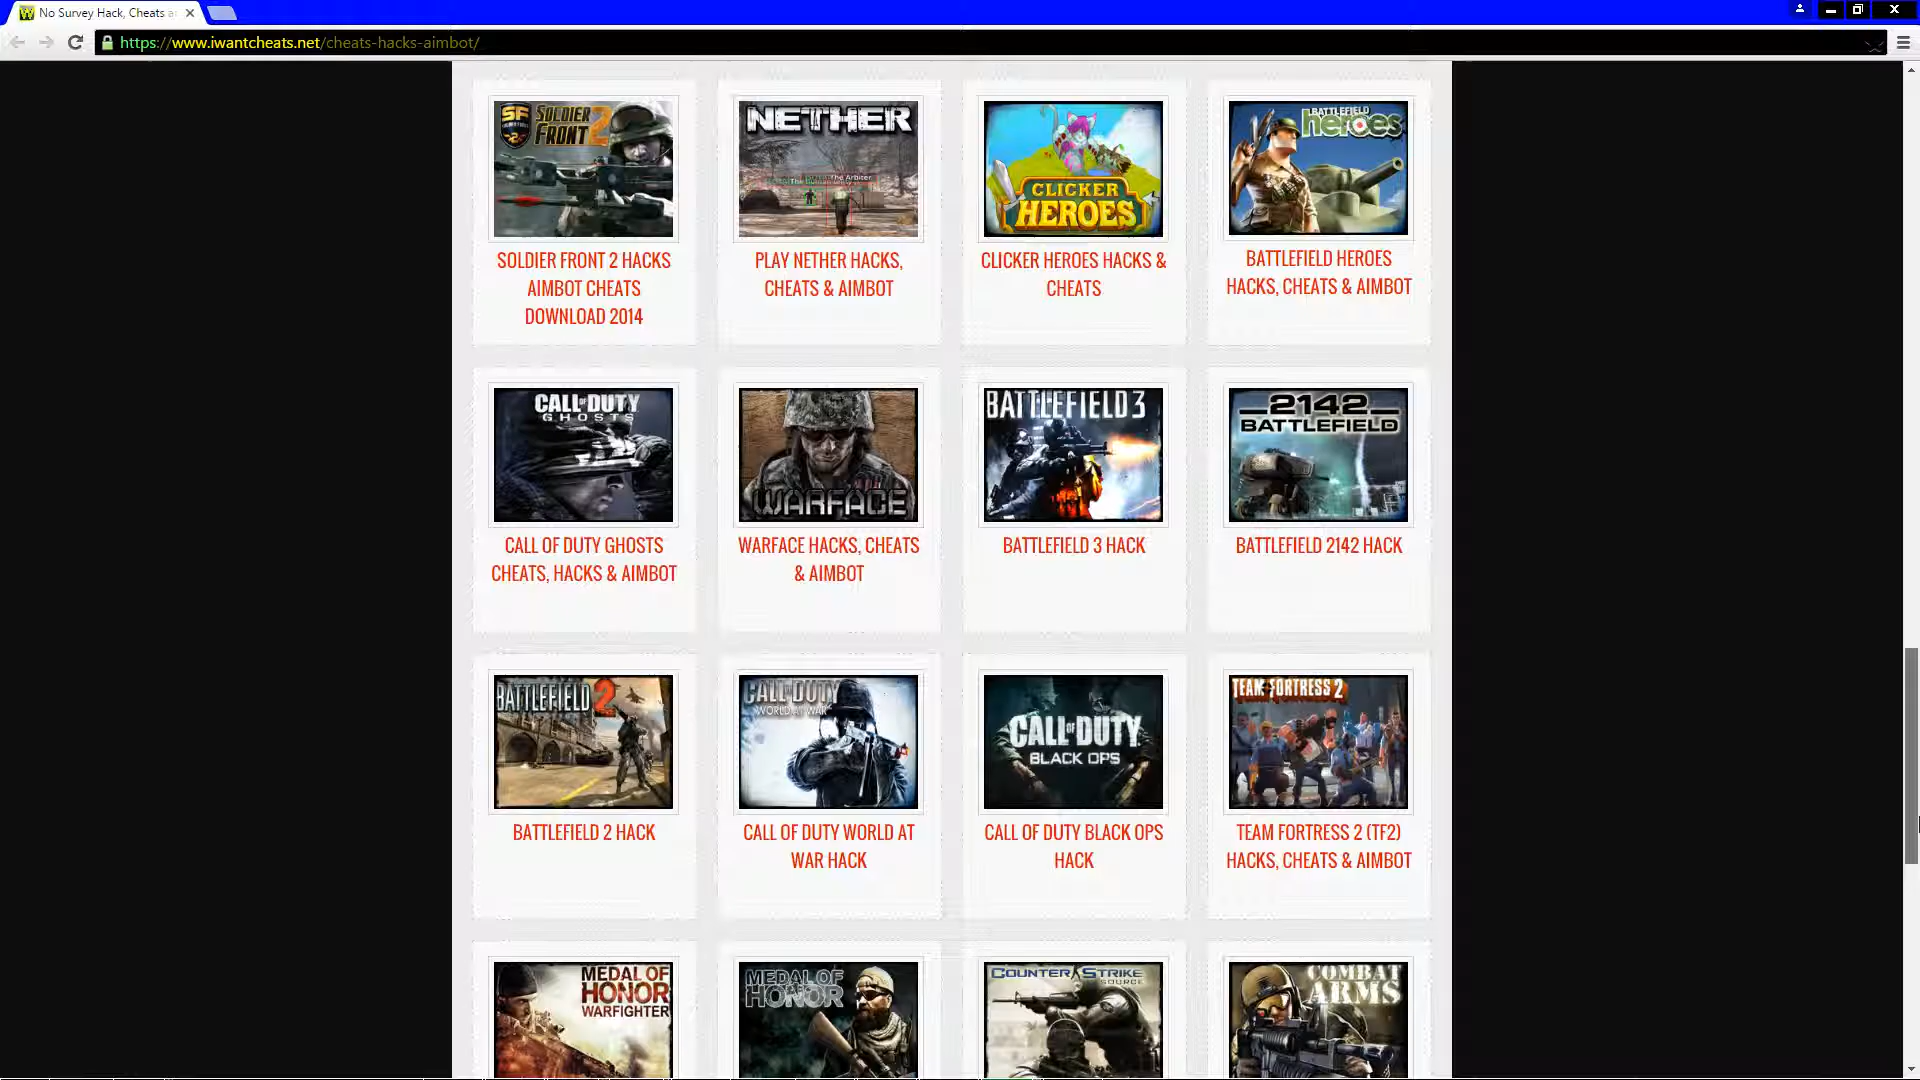 No Survey Hack, Cheats a
https://www.iwantcheats.net/cheats-hacks-aimbot/
SF SOLDIER FRONT 2
NETHER
The Arbiter
CLICKER HEROES
BATTLEFIELD heroes
SOLDIER FRONT 2 HACKS
AIMBOT CHEATS
DOWNLOAD 2014
PLAY NETHER HACKS,
CHEATS & AIMBOT
CLICKER HEROES HACKS &
CHEATS
BATTLEFIELD HEROES
HACKS, CHEATS & AIMBOT
CALL OF DUTY
GHOSTS
WARFACE
BATTLEFIELD 3
2142
BATTLEFIELD
CALL OF DUTY GHOSTS
CHEATS, HACKS & AIMBOT
WARFACE HACKS, CHEATS
& AIMBOT
BATTLEFIELD 3 HACK
BATTLEFIELD 2142 HACK
BATTLEFIELD 2
CALL OF DUTY
WORLD AT WAR
CALL OF DUTY
BLACK OPS
TEAM FORTRESS 2
BATTLEFIELD 2 HACK
CALL OF DUTY WORLD AT
WAR HACK
CALL OF DUTY BLACK OPS
HACK
TEAM FORTRESS 2 (TF2)
HACKS, CHEATS & AIMBOT
MEDAL OF
HONOR
WARFIGHTER
MEDAL OF
HONOR
COUNTER STRIKE
SOURCE
COMBAT
ARMS